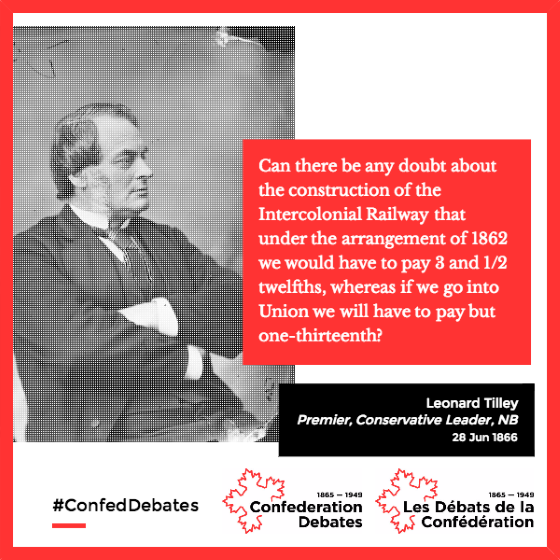 Can there be any doubt about
the construction of the
Intercolonial Railway that
under the arrangement of 1862
we would have to pay 3 and 1/2
twelfths, whereas if we go into
Union we will have to pay but
one-thirteenth?
Leonard Tilley
Premier, Conservative Leader, NB
28 Jun 1866
#ConfedDebates
1865 — 1949
Confederation
Debates
1865 — 1949
Les Débats de la
Confédération